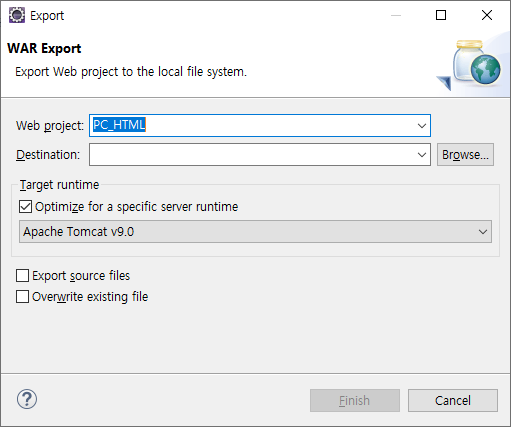 Export
WAR Export
Export Web project to the local file system.
Web project: PC_HTML
Destination: Browse...
Target runtime
Optimize for a specific server runtime
Apache Tomcat v9.0
Export source files
Overwrite existing file
? Finish Cancel